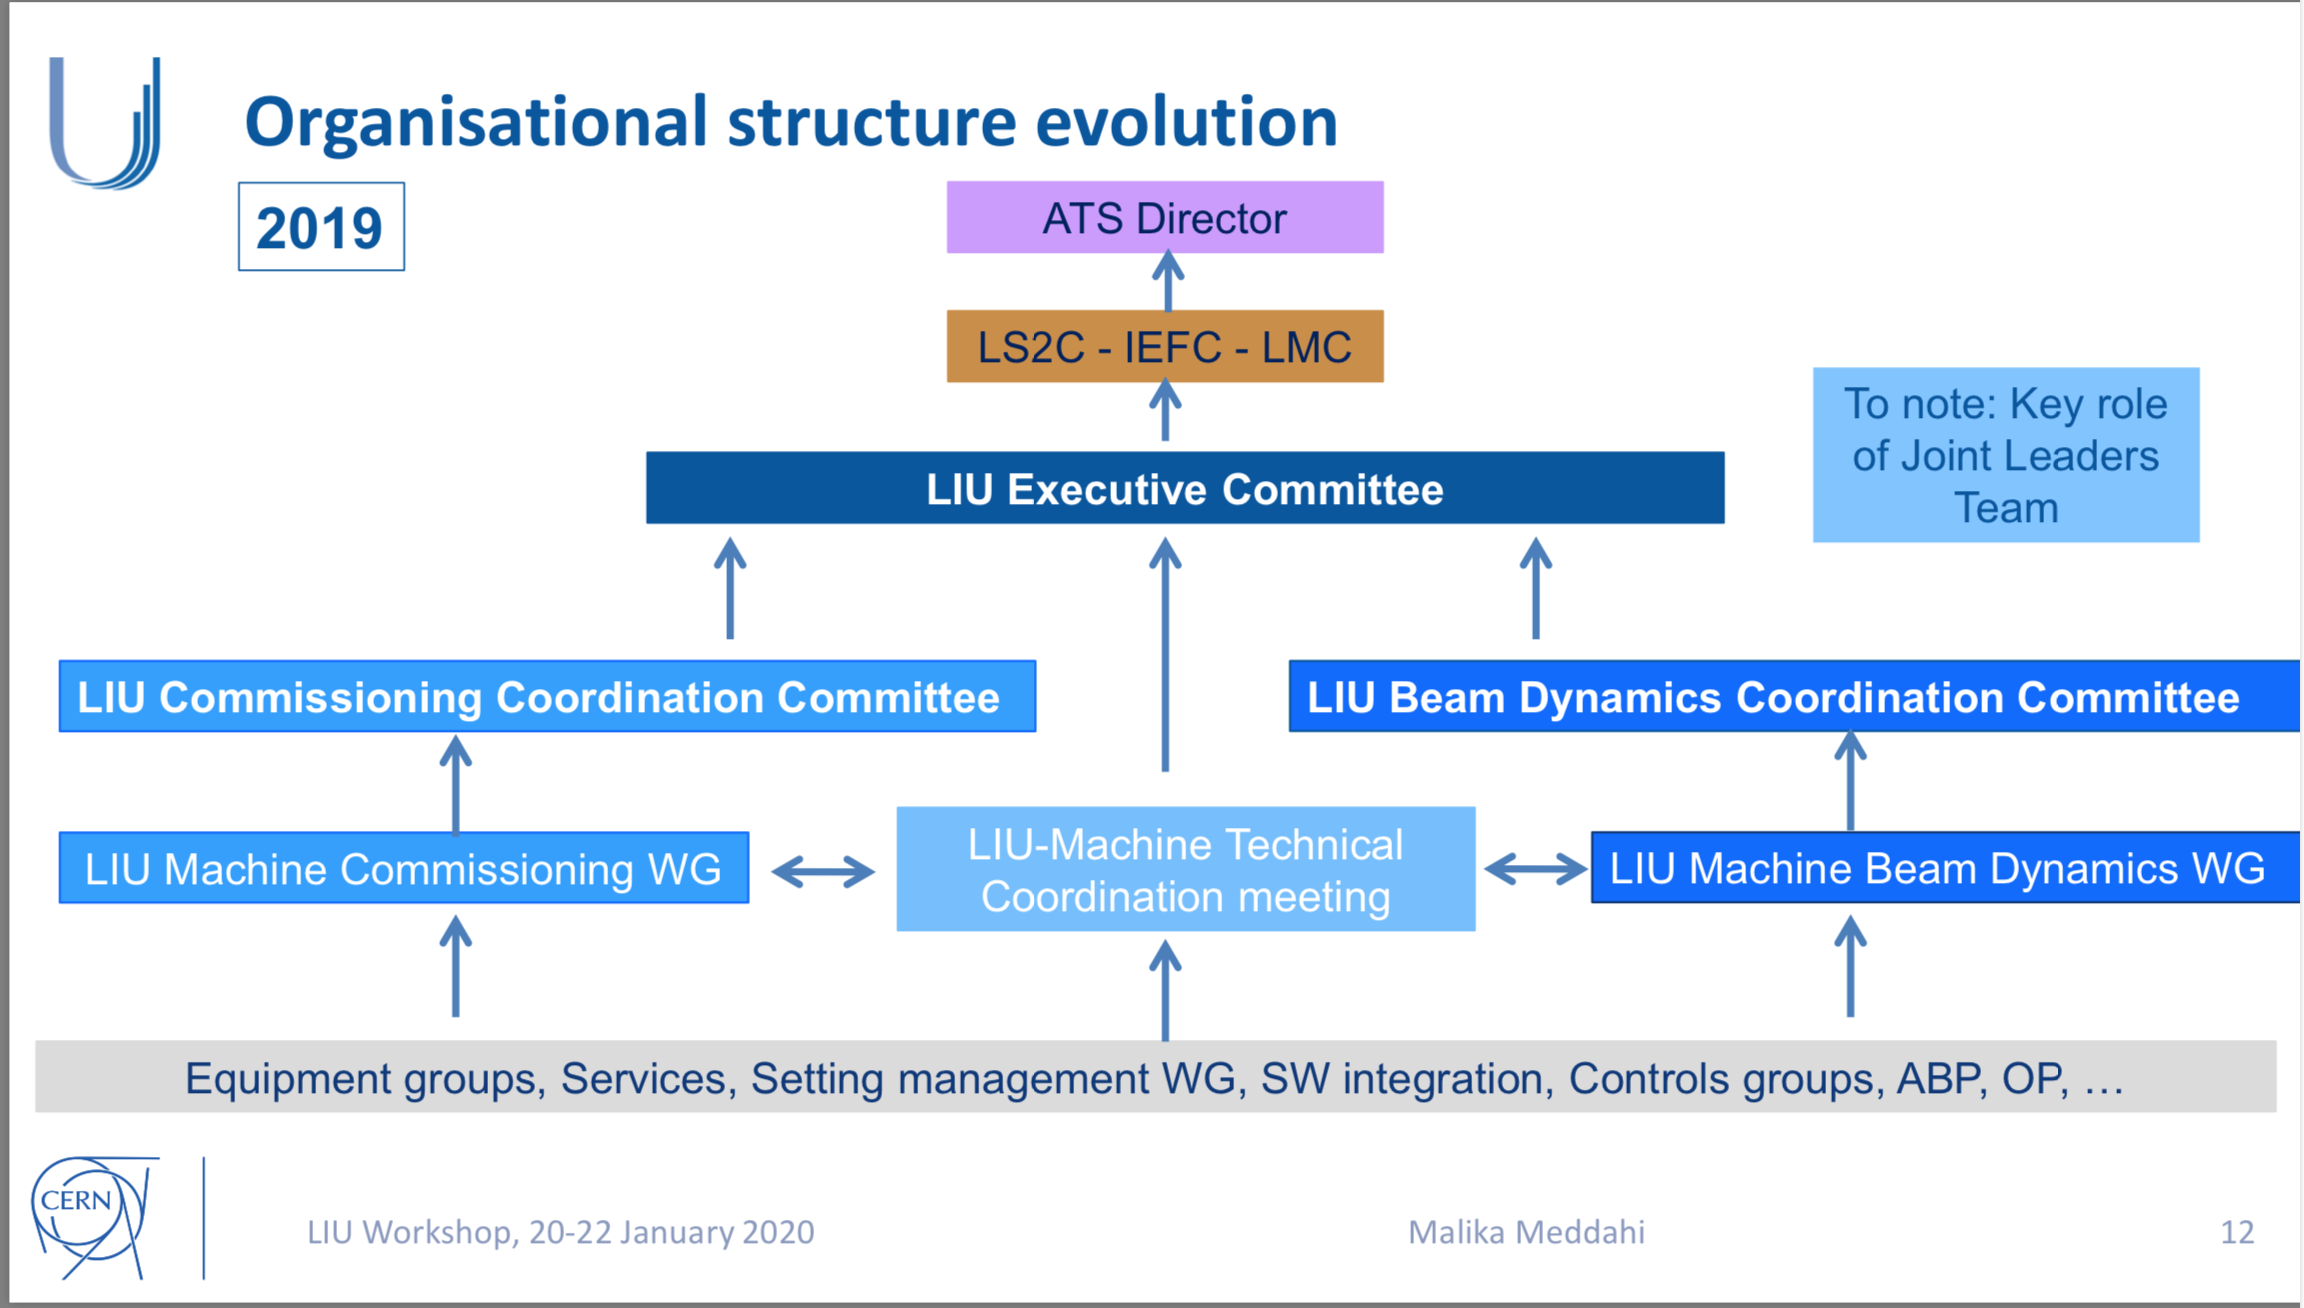 Organisational structure evolution
2019
ATS Director
LS2C - IEFC - LMC
To note: Key role
of Joint Leaders
Team
LIU Executive Committee
LIU Commissioning Coordination Committee
LIU Beam Dynamics Coordination Committee
LIU Machine Commissioning WG
LIU-Machine Technical
Coordination meeting
LIU Machine Beam Dynamics WG
Equipment groups, Services, Setting management WG, SW integration, Controls groups, ABP, OP, …
CERN
LIU Workshop, 20-22 January 2020
Malika Meddahi
12